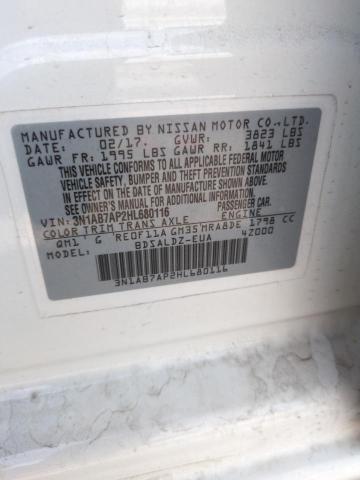 MANUFACTURED BY NISSAN MOTOR CO.,LTD.
DATE: 02/17. GVWR: 3823 LBS
GAWR FR: 1995 LBS GAWR RR: 1841 LBS
THIS VEHICLE CONFORMS TO ALL APPLICABLE FEDERAL MOTOR
VEHICLE SAFETY, BUMPER, AND THEFT PREVENTION STANDARDS
IN EFFECT ON THE DATE OF MANUFACTURE SHOWN ABOVE.
SEE OWNER'S MANUAL FOR ADDITIONAL INFO.
VIN: 3N1AB7AP2HL680116 PASSENGER CAR.
COLOR TRIM TRANS AXLE ENGINE
QM1 G RE0F11A GM35 MRA8DE 1798 CC
MODEL: BDSALDZ-EUA 4Z000
3N1AB7AP2HL680116